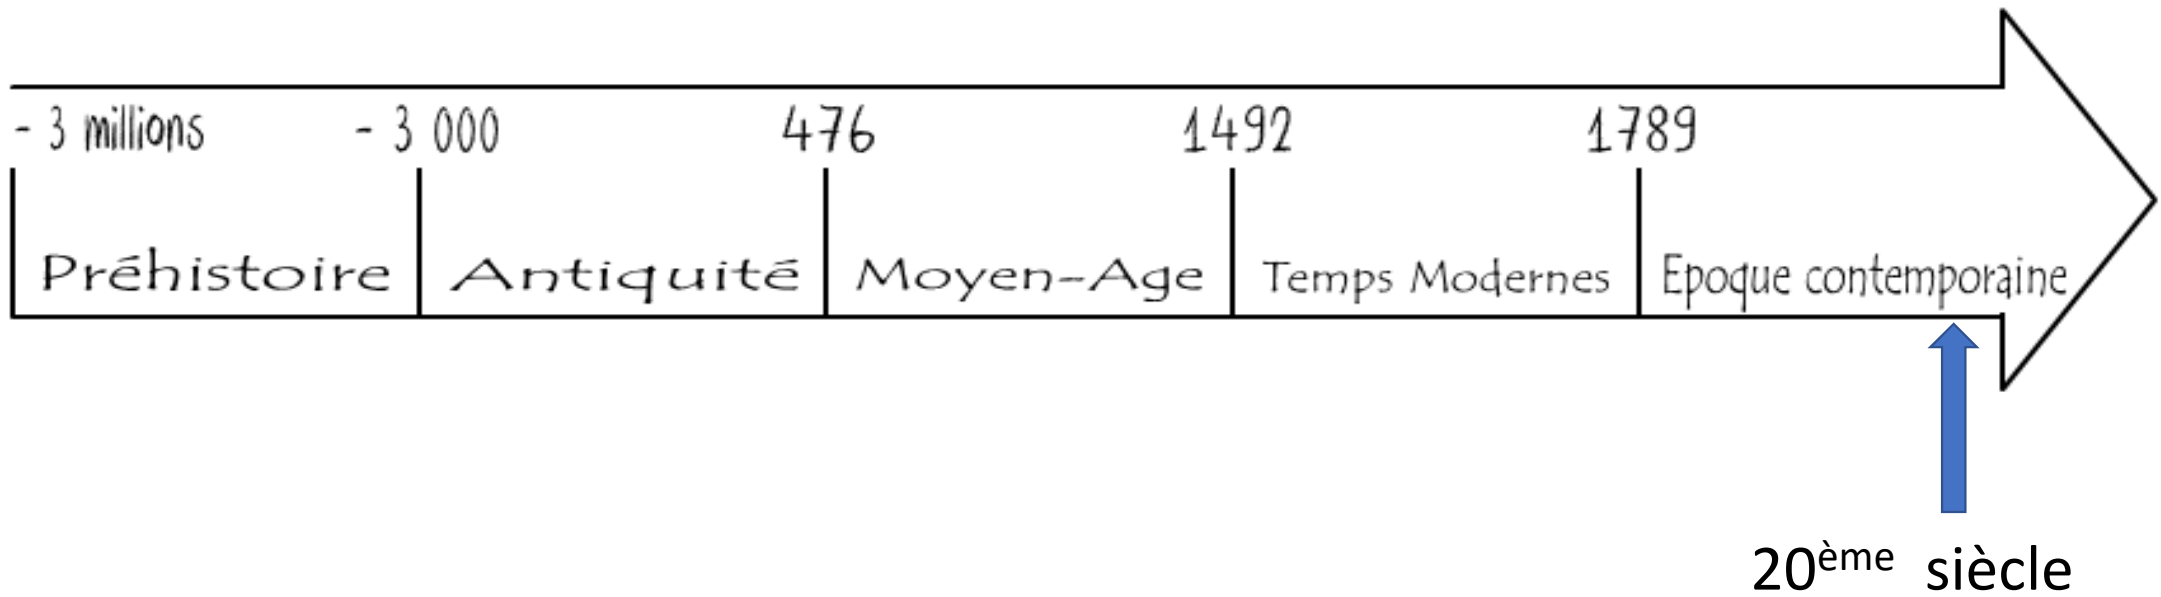 - 3 millions - 3 000 476 1492 1789
Préhistoire Antiquité Moyen-Age Temps Modernes Epoque contemporaine
20ème siècle